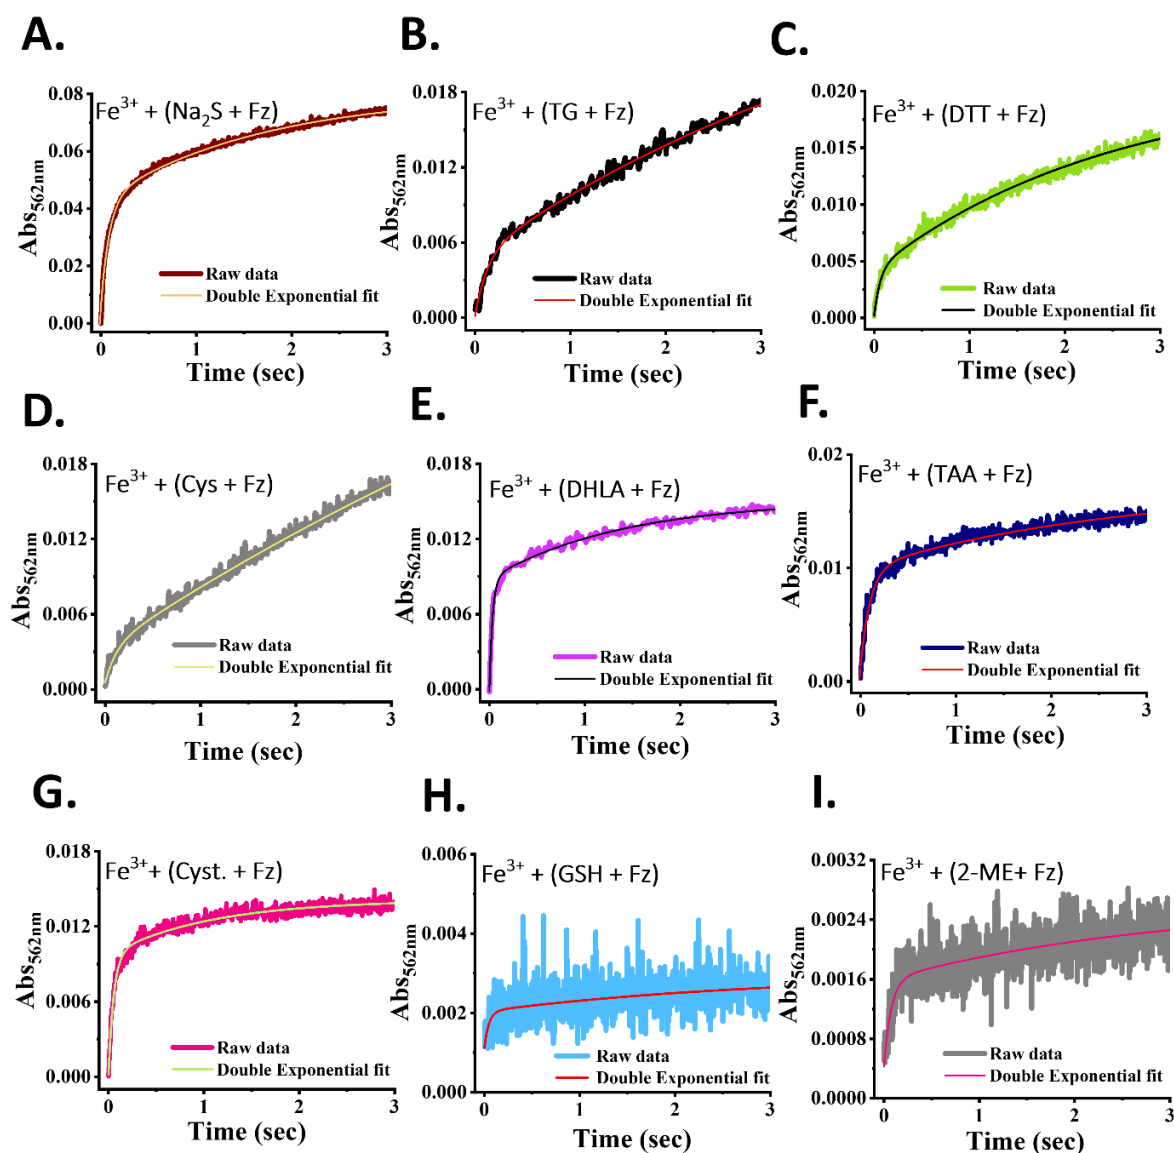 A.
Fe³⁺ + (Na₂S + Fz)
0.08
0.06
0.04
0.02
0.00
Abs₅₆₂ₙₘ
Raw data
Double Exponential fit
0
1
2
3
Time (sec)
B.
Fe³⁺ + (TG + Fz)
0.018
0.012
0.006
0.000
Abs₅₆₂ₙₘ
Raw data
Double Exponential fit
0
1
2
3
Time (sec)
C.
Fe³⁺ + (DTT + Fz)
0.020
0.015
0.010
0.005
0.000
Abs₅₆₂ₙₘ
Raw data
Double Exponential fit
0
1
2
3
Time (sec)
D.
Fe³⁺ + (Cys + Fz)
0.018
0.012
0.006
0.000
Abs₅₆₂ₙₘ
Raw data
Double Exponential fit
0
1
2
3
Time (sec)
E.
Fe³⁺ + (DHLA + Fz)
0.018
0.012
0.006
0.000
Abs₅₆₂ₙₘ
Raw data
Double Exponential fit
0
1
2
3
Time (sec)
F.
Fe³⁺ + (TAA + Fz)
0.02
0.01
0.00
Abs₅₆₂ₙₘ
Raw data
Double Exponential fit
0
1
2
3
Time (sec)
G.
Fe³⁺+ (Cyst. + Fz)
0.018
0.012
0.006
0.000
Abs₅₆₂ₙₘ
Raw data
Double Exponential fit
0
1
2
3
Time (sec)
H.
Fe³⁺ + (GSH + Fz)
0.006
0.004
0.002
0.000
Abs₅₆₂ₙₘ
Raw data
Double Exponential fit
0
1
2
3
Time (sec)
I.
Fe³⁺ + (2-ME+ Fz)
0.0032
0.0024
0.0016
0.0008
0.0000
Abs₅₆₂ₙₘ
Raw data
Double Exponential fit
0
1
2
3
Time (sec)